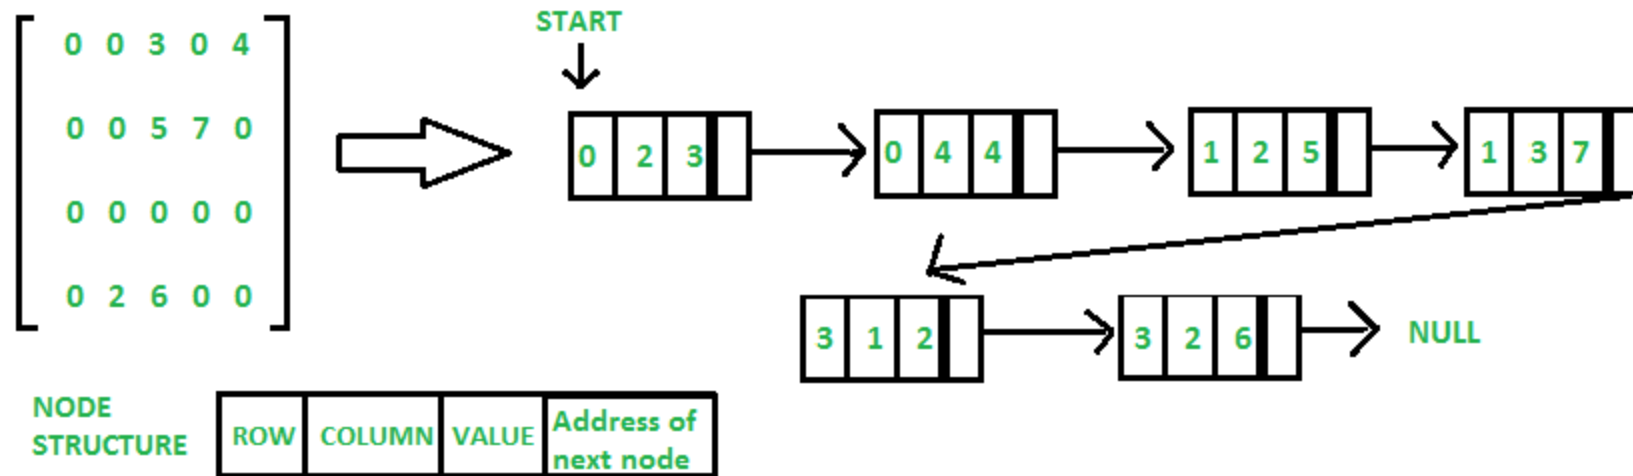 START
0 0 3 0 4
0 0 5 7 0
0 0 0 0 0
0 2 6 0 0
0 2 3
0 4 4
1 2 5
1 3 7
3 1 2
3 2 6
NULL
NODE
STRUCTURE
ROW
COLUMN
VALUE
Address of
next node